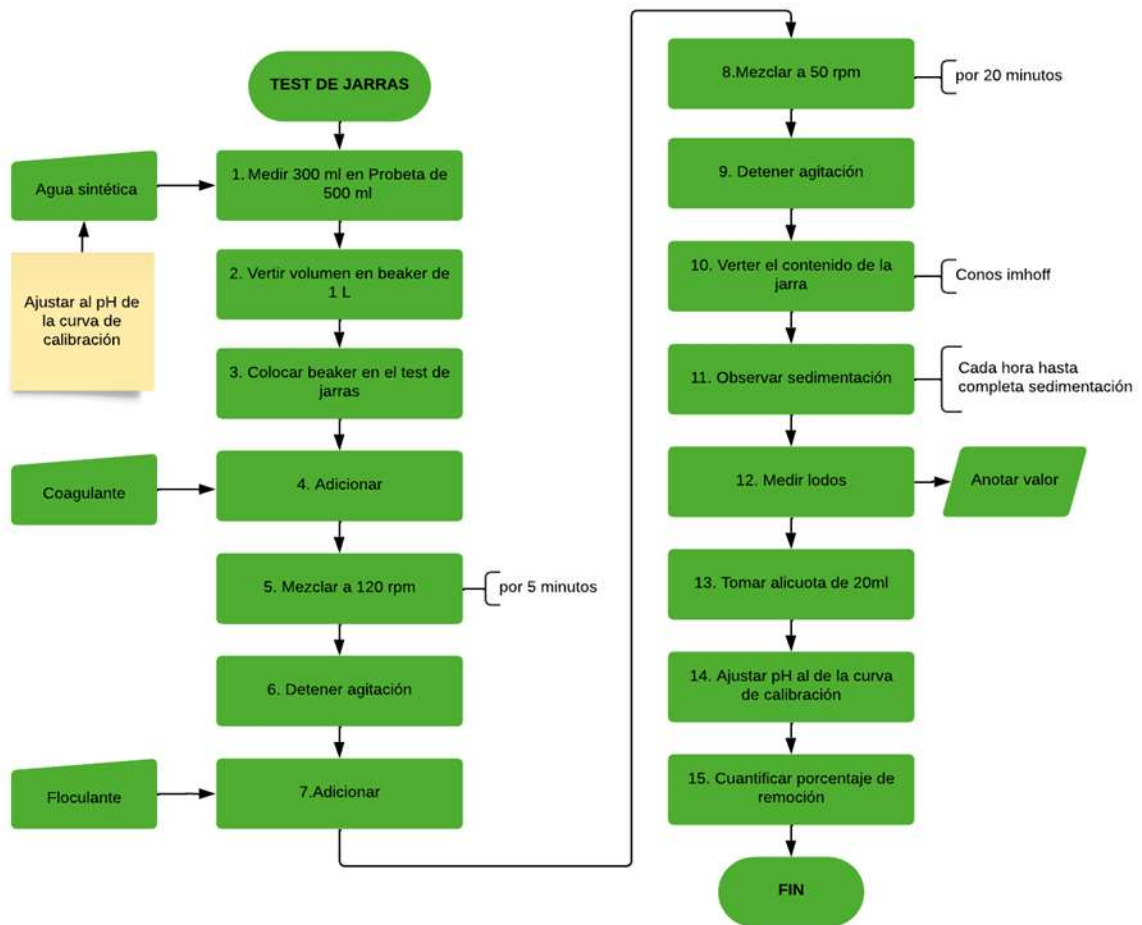 TEST DE JARRAS
Agua sintética
1. Medir 300 ml en Probeta de
500 ml
Ajustar al pH de
la curva de
calibración
2. Vertir volumen en beaker de
1 L
3. Colocar beaker en el test de
jarras
Coagulante
4. Adicionar
5. Mezclar a 120 rpm
por 5 minutos
6. Detener agitación
Floculante
7.Adicionar
8.Mezclar a 50 rpm
por 20 minutos
9. Detener agitación
10. Verter el contenido de la
jarra
Conos imhoff
11. Observar sedimentación
Cada hora hasta
completa sedimentación
12. Medir lodos
Anotar valor
13. Tomar alicuota de 20ml
14. Ajustar pH al de la curva
de calibración
15. Cuantificar porcentaje de
remoción
FIN